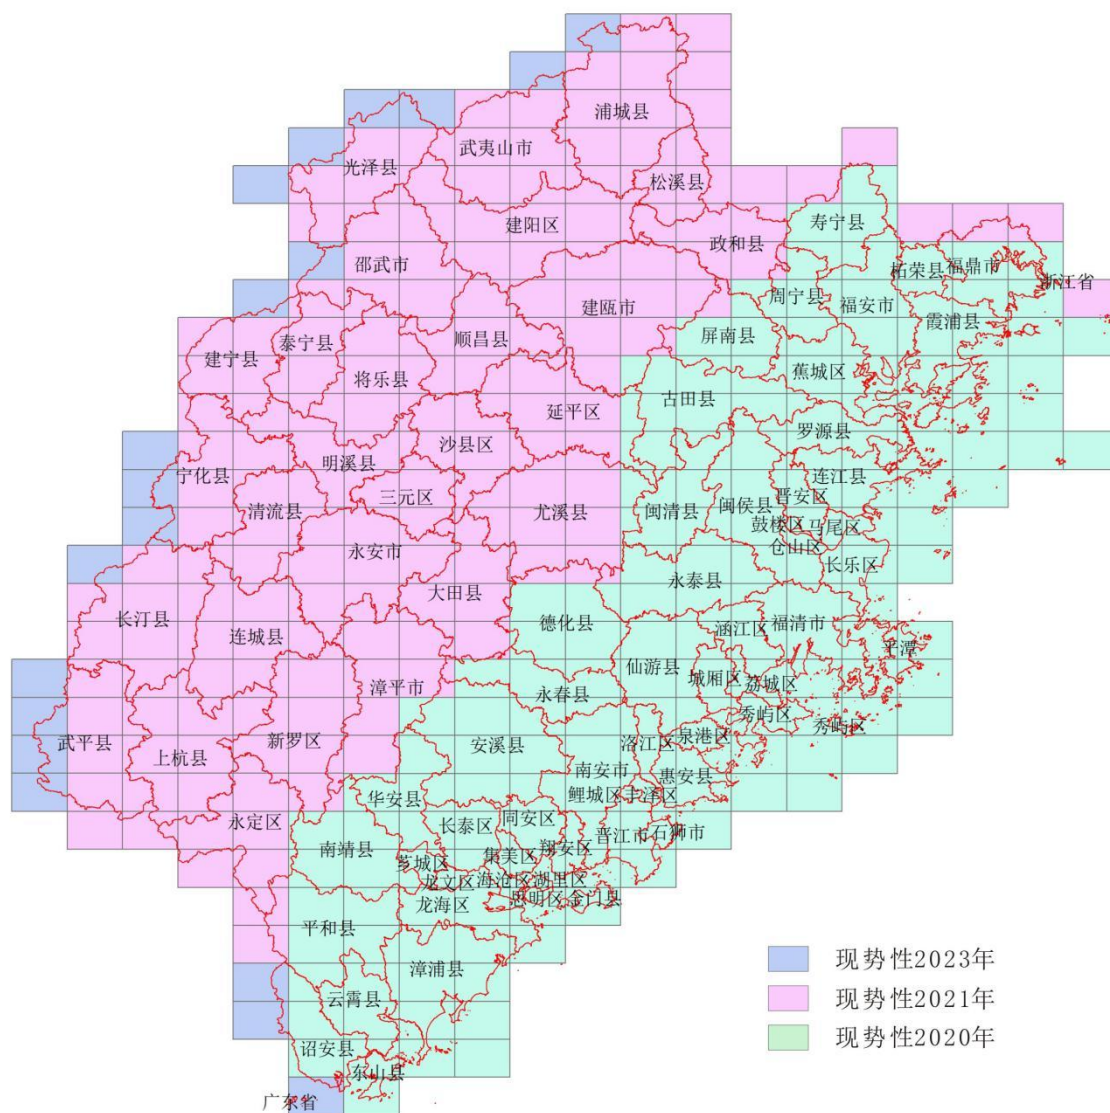 浦城县
武夷山市
光泽县
松溪县
建阳区
寿宁县
政和县
邵武市
柘荣县
福鼎市
浙江省
周宁县
福安市
建瓯市
霞浦县
顺昌县
屏南县
泰宁县
建宁县
将乐县
蕉城区
古田县
延平区
罗源县
沙县区
明溪县
宁化县
连江县
三元区
晋安区
清流县
尤溪县
闽清县
闽侯县
鼓楼区
马尾区
仓山区
永安市
长乐区
永泰县
大田县
长汀县
德化县
涵江区
福清市
连城县
平潭
仙游县
城厢区
荔城区
漳平市
永春县
秀屿区
秀屿区
武平县
新罗区
安溪县
洛江区
泉港区
上杭县
南安市
惠安县
华安县
鲤城区
丰泽区
永定区
长泰区
同安区
晋江市
石狮市
南靖县
芗城区
集美区
翔安区
龙文区
海沧区
湖里区
龙海区
思明区
金门县
平和县
漳浦县
现势性2023年
云霄县
现势性2021年
诏安县
现势性2020年
东山县
广东省